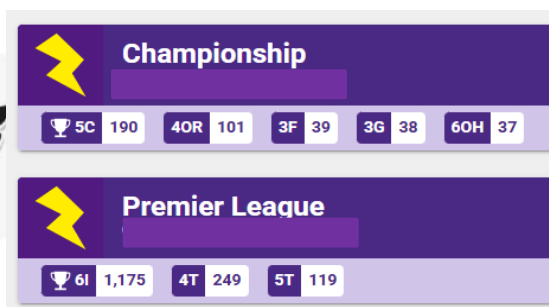 Championship
5C 190 4OR 101 3F 39 3G 38 6OH 37
Premier League
6I 1,175 4T 249 5T 119